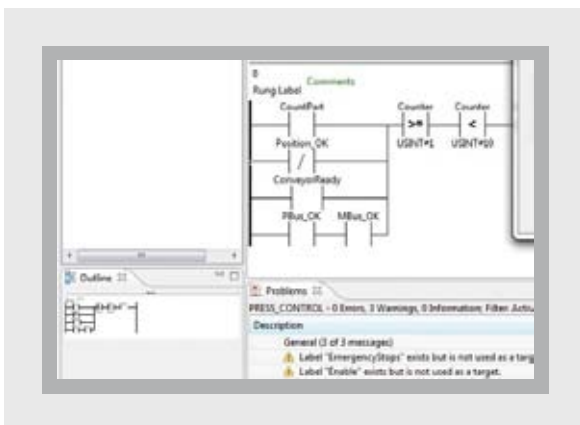 0
Comments
Rung Label
CountPart
Counter
Counter
>=
<
Position_OK
USINT#1
USINT#10
/
ConveyorReady
PBus_OK
MBus_OK
Outline
Problems
PRESS_CONTROL - 0 Errors, 3 Warnings, 0 Information; Filter: Activ
Description
General (3 of 3 messages)
Label "EmergencyStops" exists but is not used as a targ
Label "Enable" exists but is not used as a target.